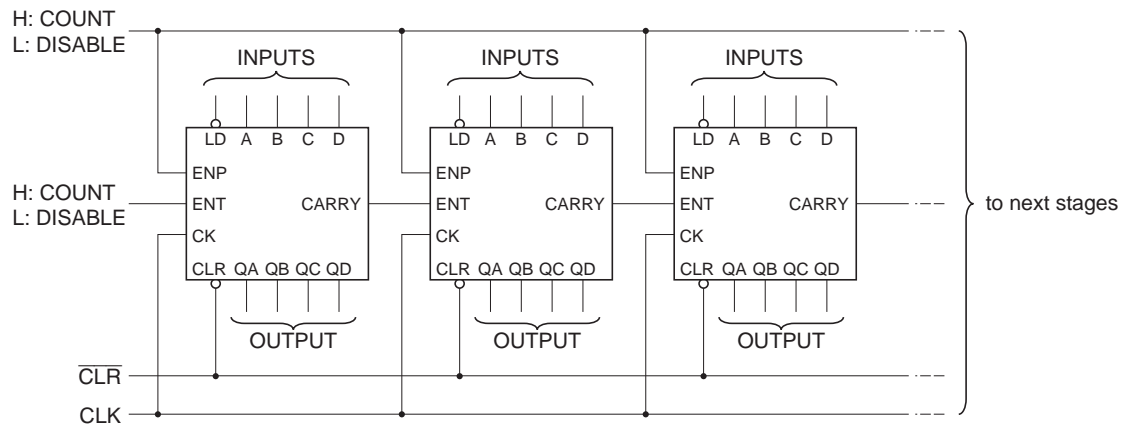 H: COUNT
L: DISABLE
INPUTS INPUTS INPUTS
LD A B C D LD A B C D LD A B C D
ENP ENP ENP
H: COUNT
L: DISABLE
ENT CARRY ENT CARRY ENT CARRY
to next stages
CK CK CK
CLR QA QB QC QD CLR QA QB QC QD CLR QA QB QC QD
OUTPUT OUTPUT OUTPUT
CLR
CLK